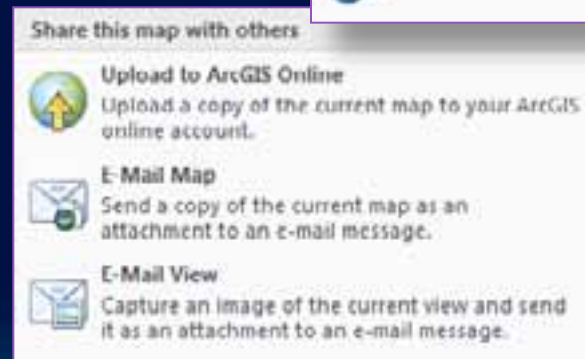 Share this map with others
Upload to ArcGIS Online
Upload a copy of the current map to your ArcGIS
online account.
E-Mail Map
Send a copy of the current map as an
attachment to an e-mail message.
E-Mail View
Capture an image of the current view and send
it as an attachment to an e-mail message.